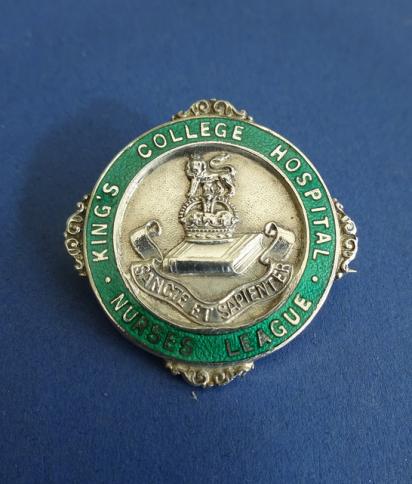 · KING'S COLLEGE HOSPITAL ·
NURSES LEAGUE
SANCTE ET SAPIENTER